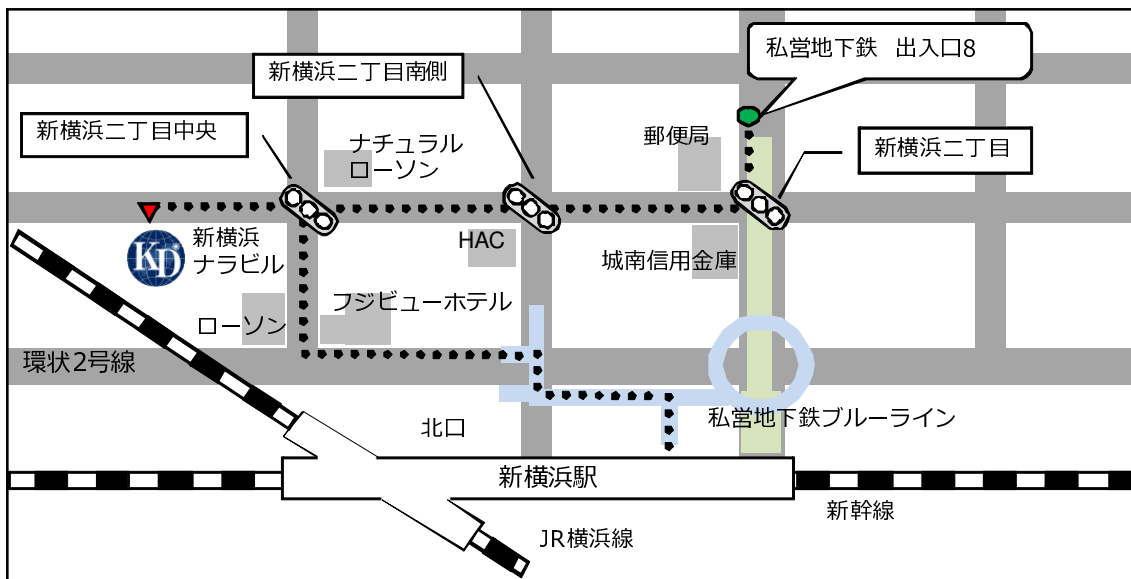 私営地下鉄 出入口8
新横浜二丁目南側
新横浜二丁目中央
ナチュラル
ローソン
郵便局
新横浜二丁目
新横浜
ナラビル
KD
HAC
城南信用金庫
フジビューホテル
ローソン
環状2号線
北口
私営地下鉄ブルーライン
新横浜駅
新幹線
JR横浜線